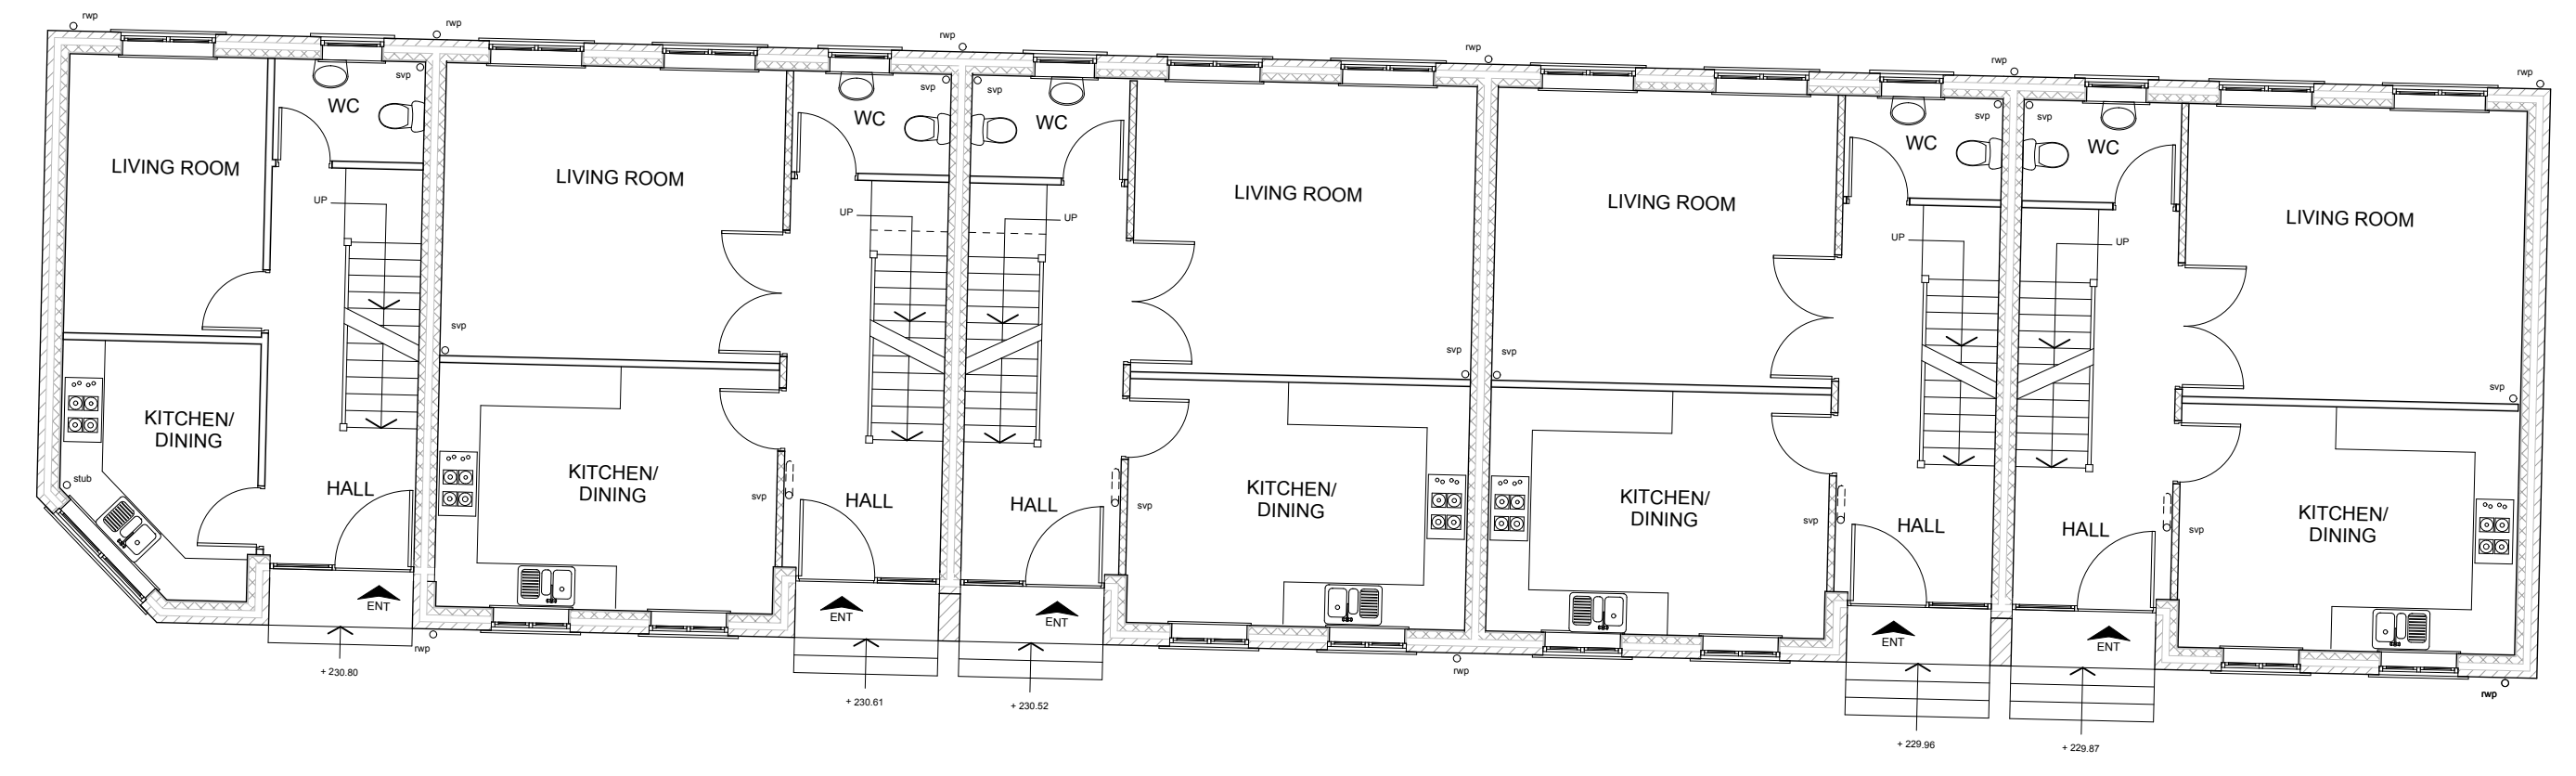 rwp
rwp
rwp
rwp
rwp
rwp
svp
WC
svp
WC
svp
WC
svp
WC
svp
WC
LIVING ROOM
LIVING ROOM
LIVING ROOM
LIVING ROOM
LIVING ROOM
UP
UP
UP
UP
UP
svp
svp
svp
svp
KITCHEN/
DINING
KITCHEN/
DINING
KITCHEN/
DINING
KITCHEN/
DINING
KITCHEN/
DINING
stub
HALL
svp
HALL
HALL
svp
svp
HALL
HALL
svp
ENT
ENT
ENT
ENT
ENT
rwp
rwp
rwp
+ 230.80
+ 230.61
+ 230.52
+ 229.96
+ 229.87